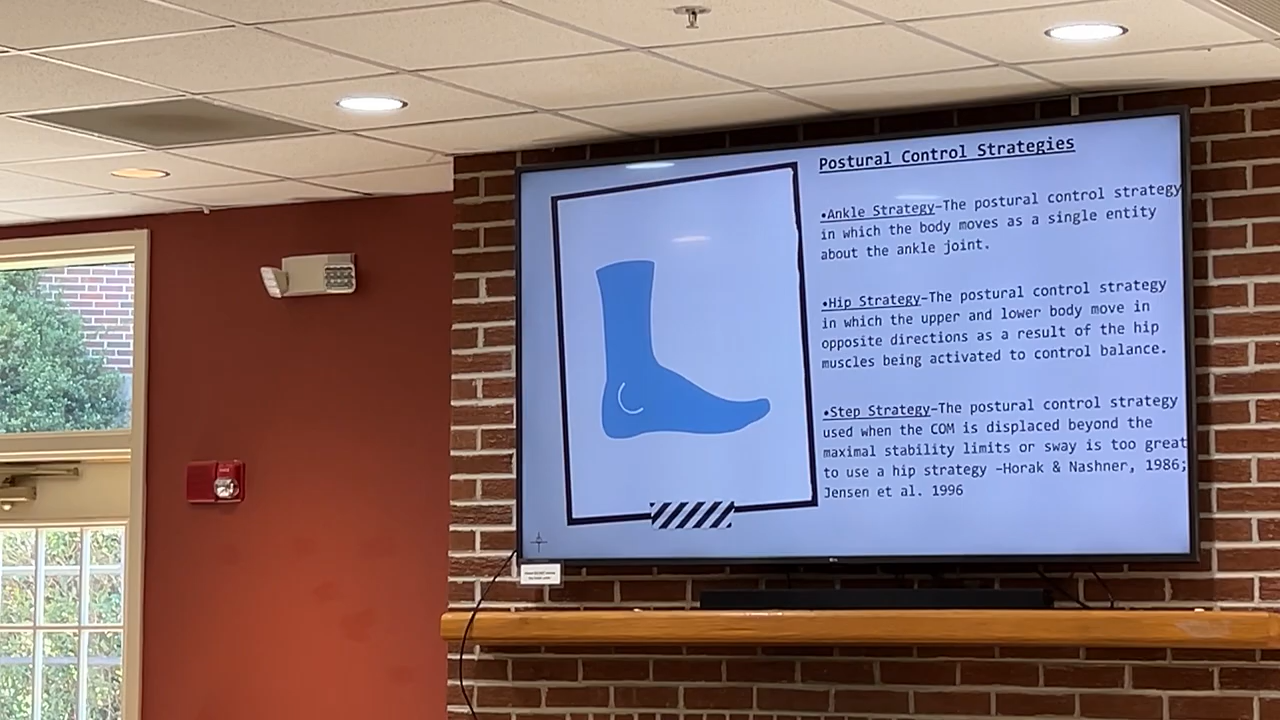 Postural Control Strategies
•Ankle Strategy–The postural control strategy
in which the body moves as a single entity
about the ankle joint.
•Hip Strategy–The postural control strategy
in which the upper and lower body move in
opposite directions as a result of the hip
muscles being activated to control balance.
•Step Strategy–The postural control strategy
used when the COM is displaced beyond the
maximal stability limits or sway is too great
to use a hip strategy –Horak & Nashner, 1986;
Jensen et al. 1996